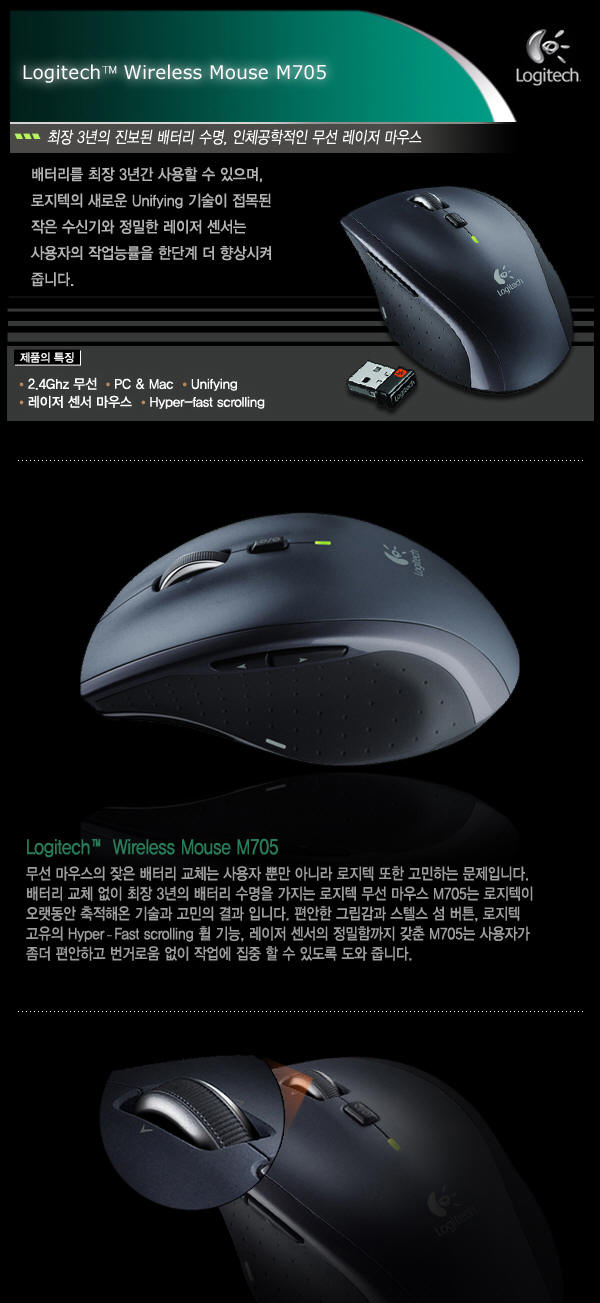 Logitech™ Wireless Mouse M705
Logitech
최장 3년의 진보된 배터리 수명, 인체공학적인 무선 레이저 마우스
배터리를 최장 3년간 사용할 수 있으며,
로지텍의 새로운 Unifying 기술이 접목된
작은 수신기와 정밀한 레이저 센서는
사용자의 작업능률을 한단계 더 향상시켜
줍니다.
Logitech
Logitech
제품의 특징
• 2,4Ghz 무선 • PC & Mac • Unifying
• 레이저 센서 마우스 • Hyper-fast scrolling
Logitech
Logitech™ Wireless Mouse M705
무선 마우스의 잦은 배터리 교체는 사용자 뿐만 아니라 로지텍 또한 고민하는 문제입니다.
배터리 교체 없이 최장 3년의 배터리 수명을 가지는 로지텍 무선 마우스 M705는 로지텍이
오랫동안 축적해온 기술과 고민의 결과 입니다. 편안한 그립감과 스텔스 섬 버튼, 로지텍
고유의 Hyper-Fast scrolling 휠 기능, 레이저 센서의 정밀함까지 갖춘 M705는 사용자가
좀더 편안하고 번거로움 없이 작업에 집중 할 수 있도록 도와 줍니다.
Logitech